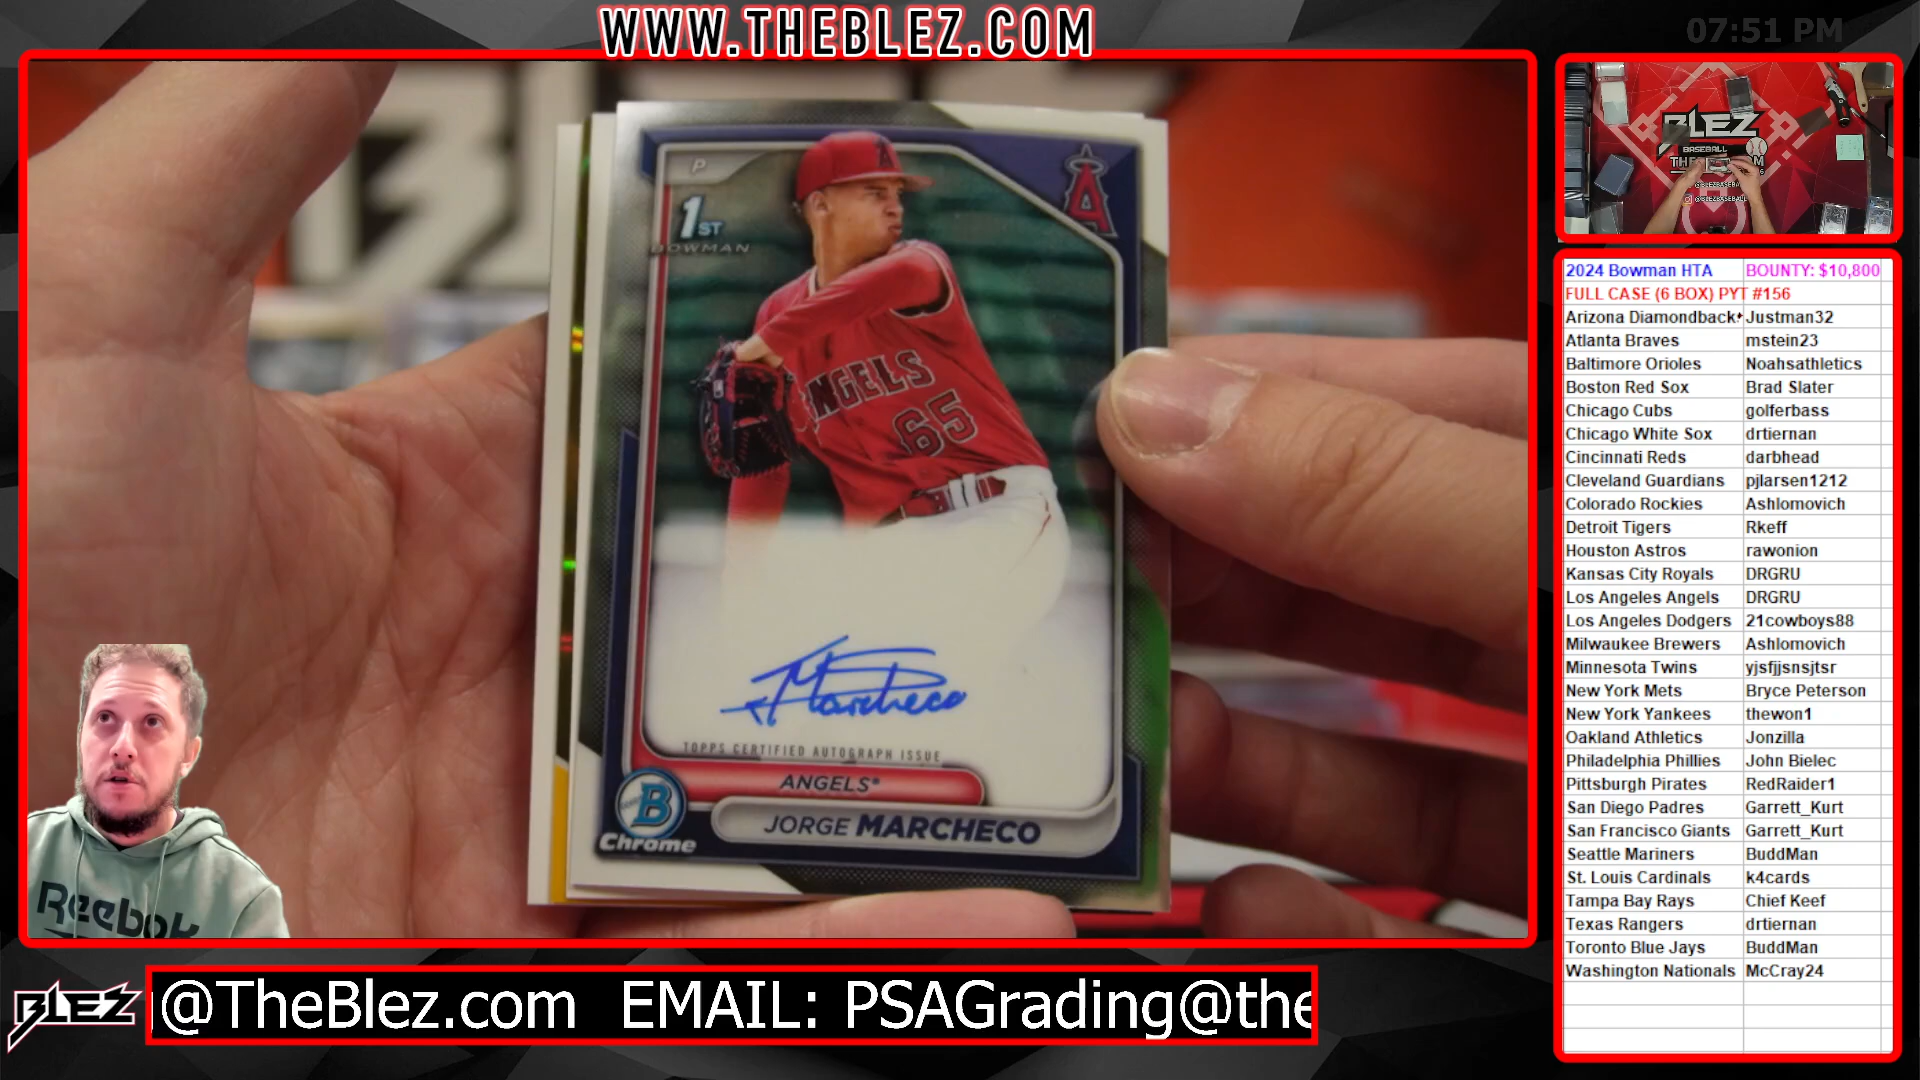 WWW.THEBLEZ.COM
07:51 PM
P
1ST
BOWMAN
A
ANGELS
65
Marcheco
TOPPS CERTIFIED AUTOGRAPH ISSUE
ANGELS®
B
Chrome
JORGE MARCHECO
Reebok
BLEZ
BASEBALL
@BLEZBASEBALL
2024 Bowman HTA BOUNTY: $10,800
FULL CASE (6 BOX) PYT #156
Arizona Diamondback Justman32
Atlanta Braves mstein23
Baltimore Orioles Noahsathletics
Boston Red Sox Brad Slater
Chicago Cubs golferbass
Chicago White Sox drtiernan
Cincinnati Reds darbhead
Cleveland Guardians pjlarsen1212
Colorado Rockies Ashlomovich
Detroit Tigers Rkeff
Houston Astros rawonion
Kansas City Royals DRGRU
Los Angeles Angels DRGRU
Los Angeles Dodgers 21cowboys88
Milwaukee Brewers Ashlomovich
Minnesota Twins yjsfjjsnsjtsr
New York Mets Bryce Peterson
New York Yankees thewon1
Oakland Athletics Jonzilla
Philadelphia Phillies John Bielec
Pittsburgh Pirates RedRaider1
San Diego Padres Garrett_Kurt
San Francisco Giants Garrett_Kurt
Seattle Mariners BuddMan
St. Louis Cardinals k4cards
Tampa Bay Rays Chief Keef
Texas Rangers drtiernan
Toronto Blue Jays BuddMan
Washington Nationals McCray24
BLEZ
@TheBlez.com EMAIL: PSAGrading@the